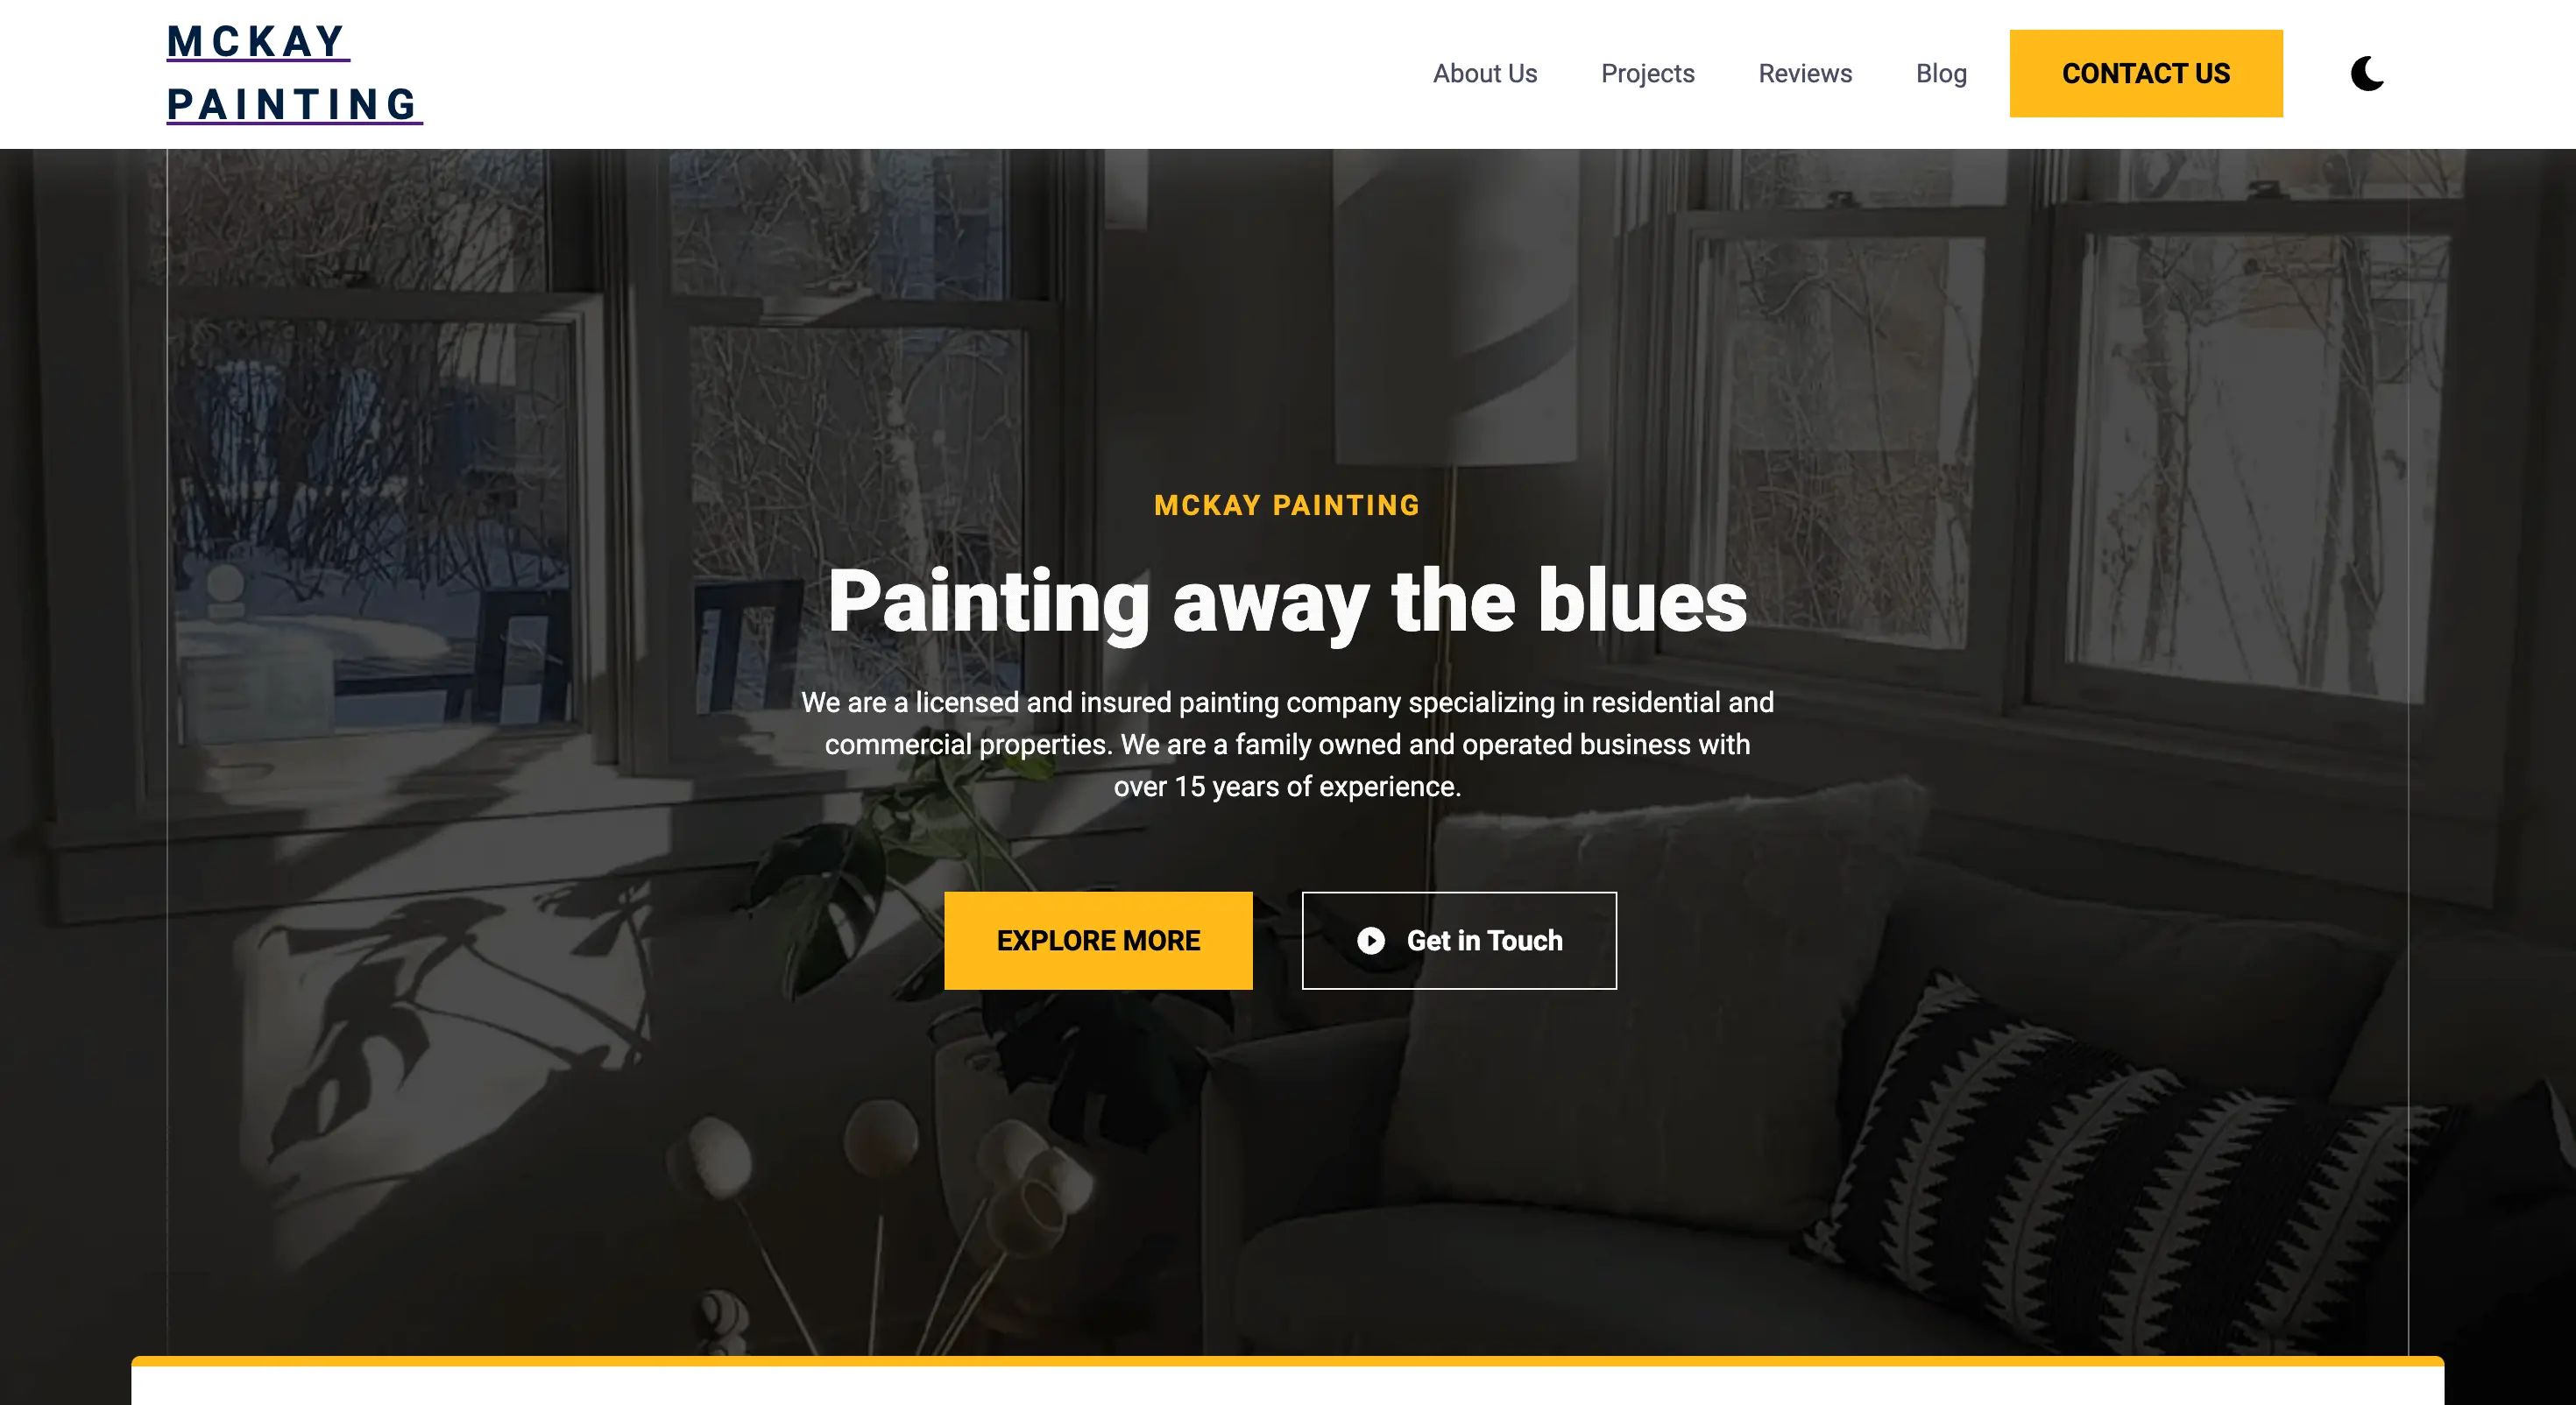 MCKAY
PAINTING
About Us
Projects
Reviews
Blog
CONTACT US
MCKAY PAINTING
Painting away the blues
We are a licensed and insured painting company specializing in residential and
commercial properties. We are a family owned and operated business with
over 15 years of experience.
EXPLORE MORE
Get in Touch